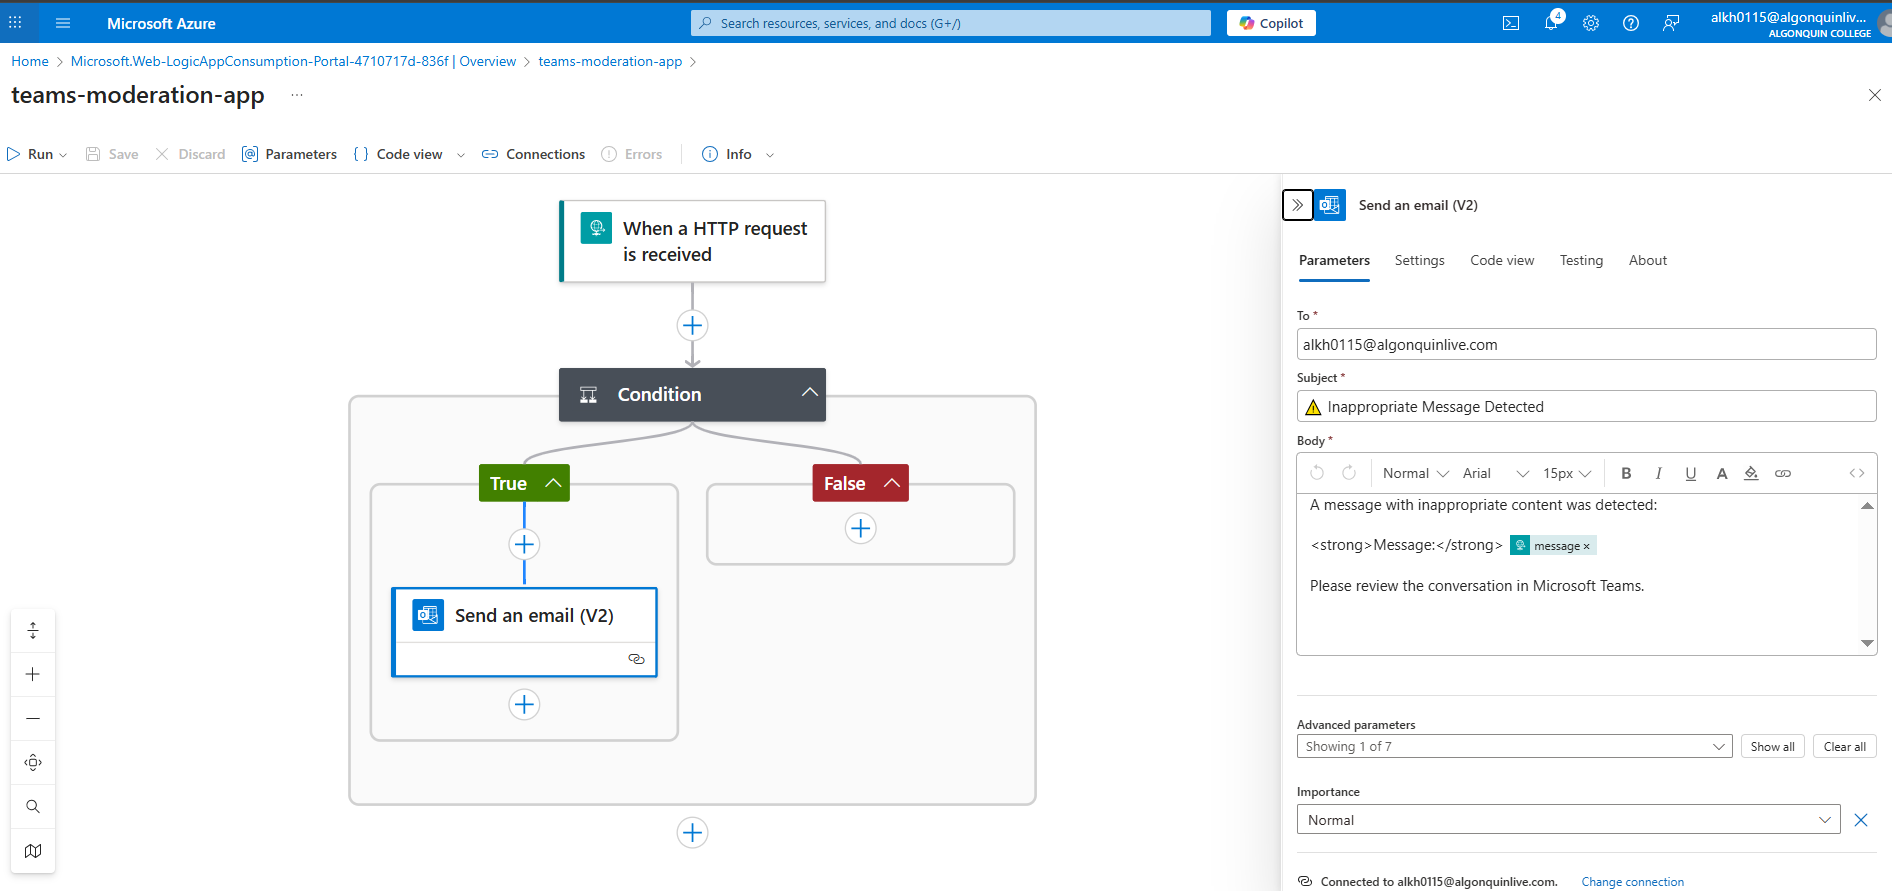 Microsoft Azure
Search resources, services, and docs (G+/)
Copilot
4
alkh0115@algonquinliv...
ALGONQUIN COLLEGE
Home > Microsoft.Web-LogicAppConsumption-Portal-4710717d-836f | Overview > teams-moderation-app >
teams-moderation-app ...
Run
Save
Discard
Parameters
Code view
Connections
Errors
Info
When a HTTP request
is received
Condition
True
False
Send an email (V2)
Send an email (V2)
Parameters
Settings
Code view
Testing
About
To *
alkh0115@algonquinlive.com
Subject *
⚠ Inappropriate Message Detected
Body *
Normal
Arial
15px
B I U A
A message with inappropriate content was detected:
<strong>Message:</strong> message ×
Please review the conversation in Microsoft Teams.
Advanced parameters
Showing 1 of 7
Show all
Clear all
Importance
Normal
Connected to alkh0115@algonquinlive.com.
Change connection